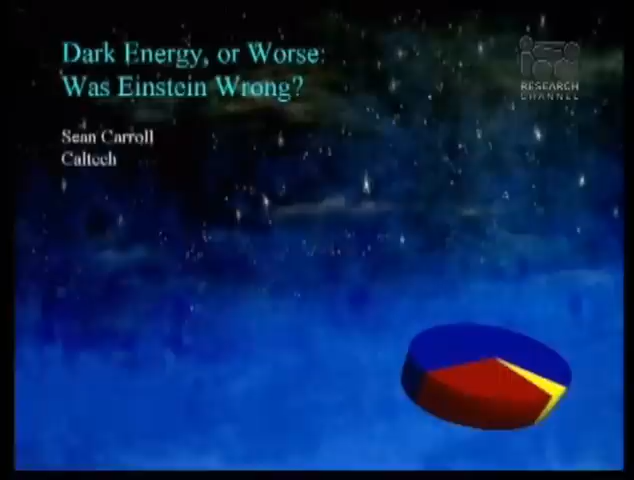 Dark Energy, or Worse:
Was Einstein Wrong?
Sean Carroll
Caltech
RESEARCH
CHANNEL